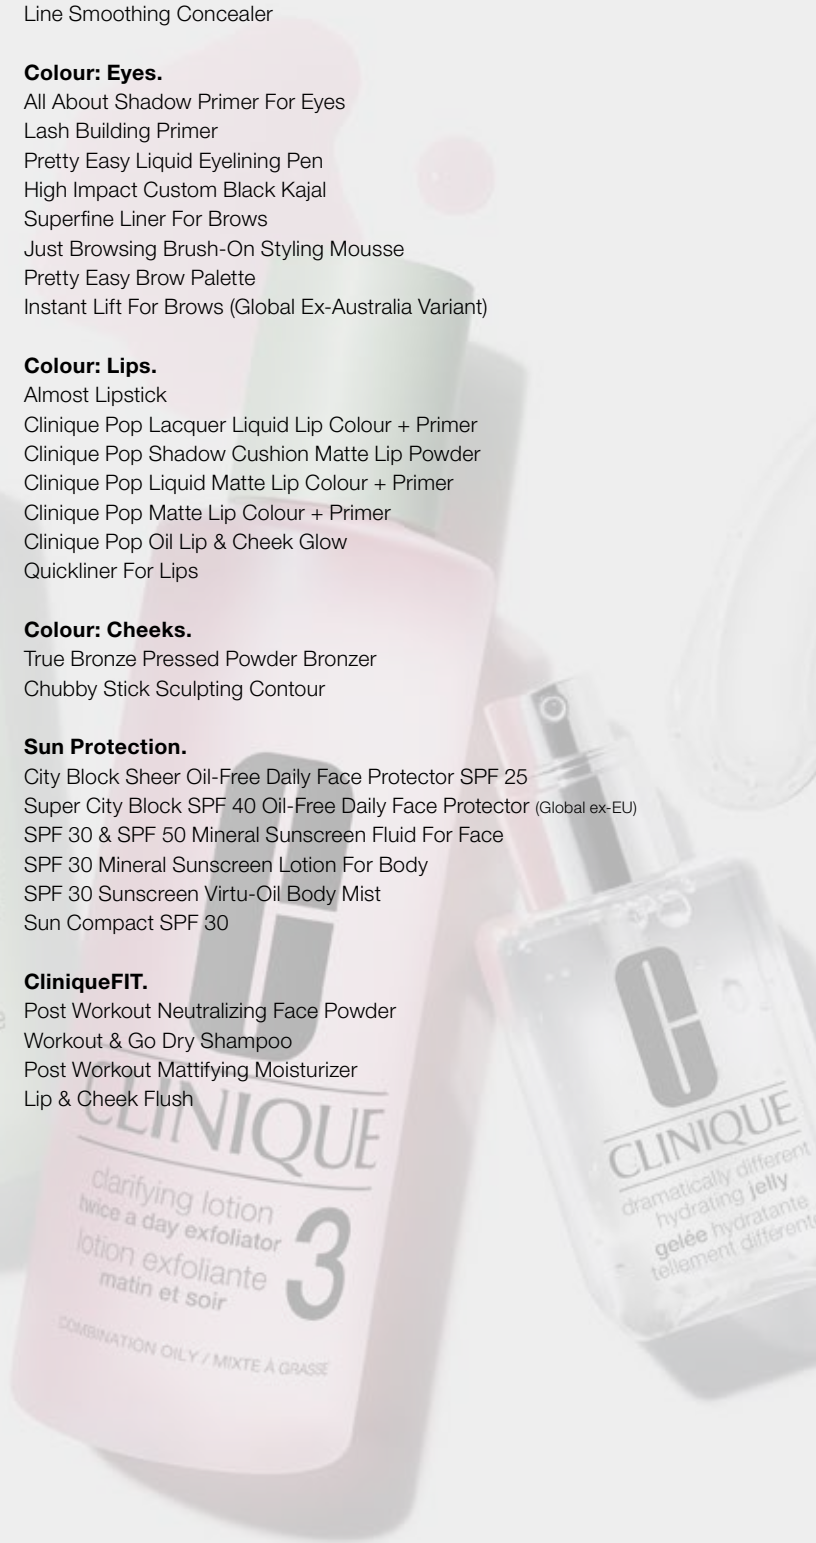 Line Smoothing Concealer
Colour: Eyes.
All About Shadow Primer For Eyes
Lash Building Primer
Pretty Easy Liquid Eyelining Pen
High Impact Custom Black Kajal
Superfine Liner For Brows
Just Browsing Brush-On Styling Mousse
Pretty Easy Brow Palette
Instant Lift For Brows (Global Ex-Australia Variant)
Colour: Lips.
Almost Lipstick
Clinique Pop Lacquer Liquid Lip Colour + Primer
Clinique Pop Shadow Cushion Matte Lip Powder
Clinique Pop Liquid Matte Lip Colour + Primer
Clinique Pop Matte Lip Colour + Primer
Clinique Pop Oil Lip & Cheek Glow
Quickliner For Lips
Colour: Cheeks.
True Bronze Pressed Powder Bronzer
Chubby Stick Sculpting Contour
Sun Protection.
City Block Sheer Oil-Free Daily Face Protector SPF 25
Super City Block SPF 40 Oil-Free Daily Face Protector (Global ex-EU)
SPF 30 & SPF 50 Mineral Sunscreen Fluid For Face
SPF 30 Mineral Sunscreen Lotion For Body
SPF 30 Sunscreen Virtu-Oil Body Mist
Sun Compact SPF 30
CliniqueFIT.
Post Workout Neutralizing Face Powder
Workout & Go Dry Shampoo
Post Workout Mattifying Moisturizer
Lip & Cheek Flush
C
CLINIQUE
clarifying lotion
twice a day exfoliator
lotion exfoliante
matin et soir
3
COMBINATION OILY / MIXTE À GRASSE
C
CLINIQUE
dramatically different
hydrating jelly
gelée hydratante
tellement différente